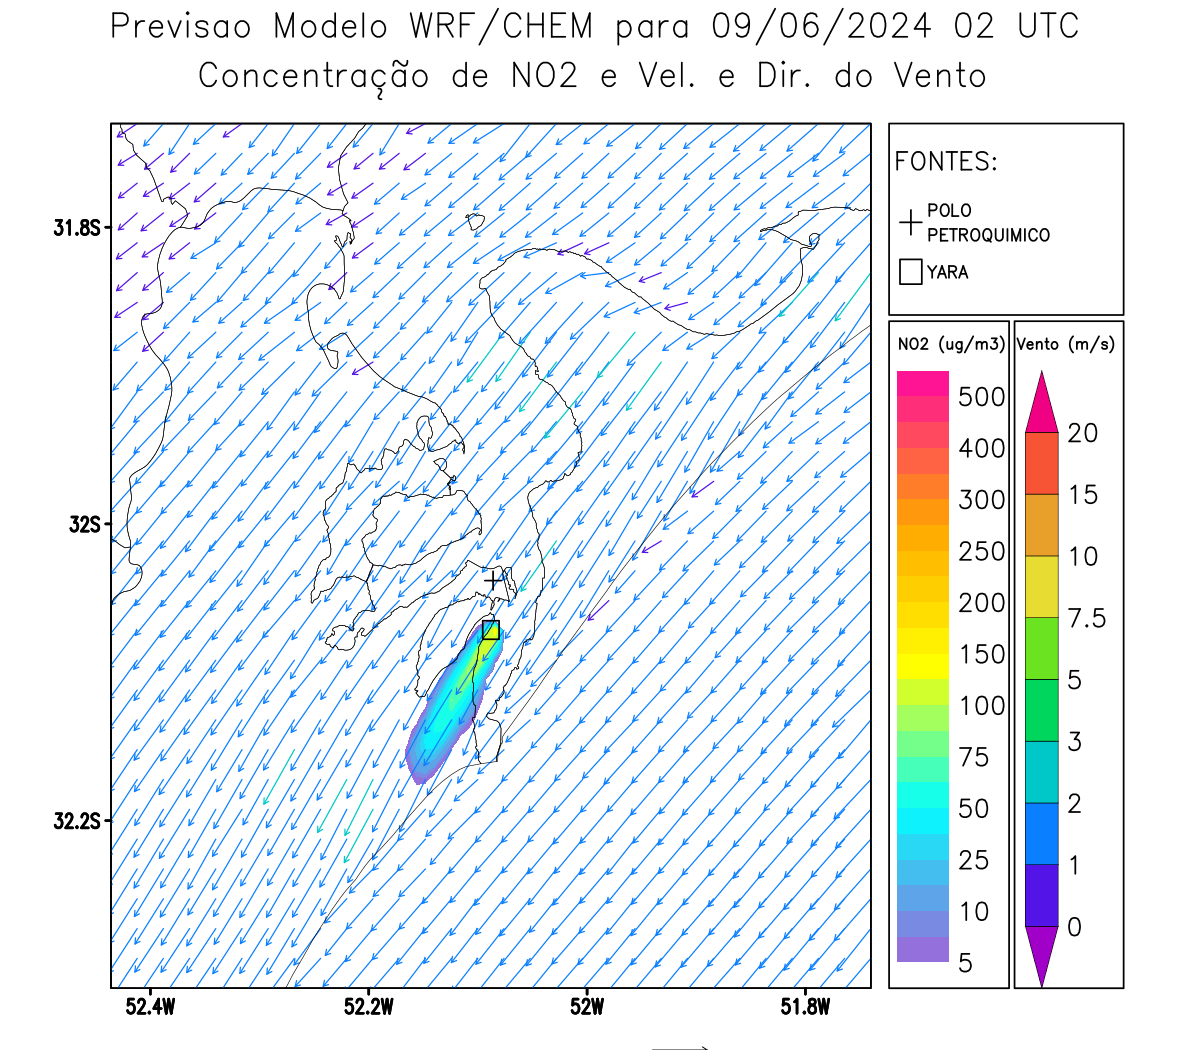 Previsao Modelo WRF/CHEM para 09/06/2024 02 UTC
Concentração de NO2 e Vel. e Dir. do Vento
FONTES:
POLO
PETROQUIMICO
YARA
NO2 (ug/m3)
500
400
300
250
200
150
100
75
50
25
10
5
Vento (m/s)
20
15
10
7.5
5
3
2
1
0
31.8S
32S
32.2S
52.4W
52.2W
52W
51.8W